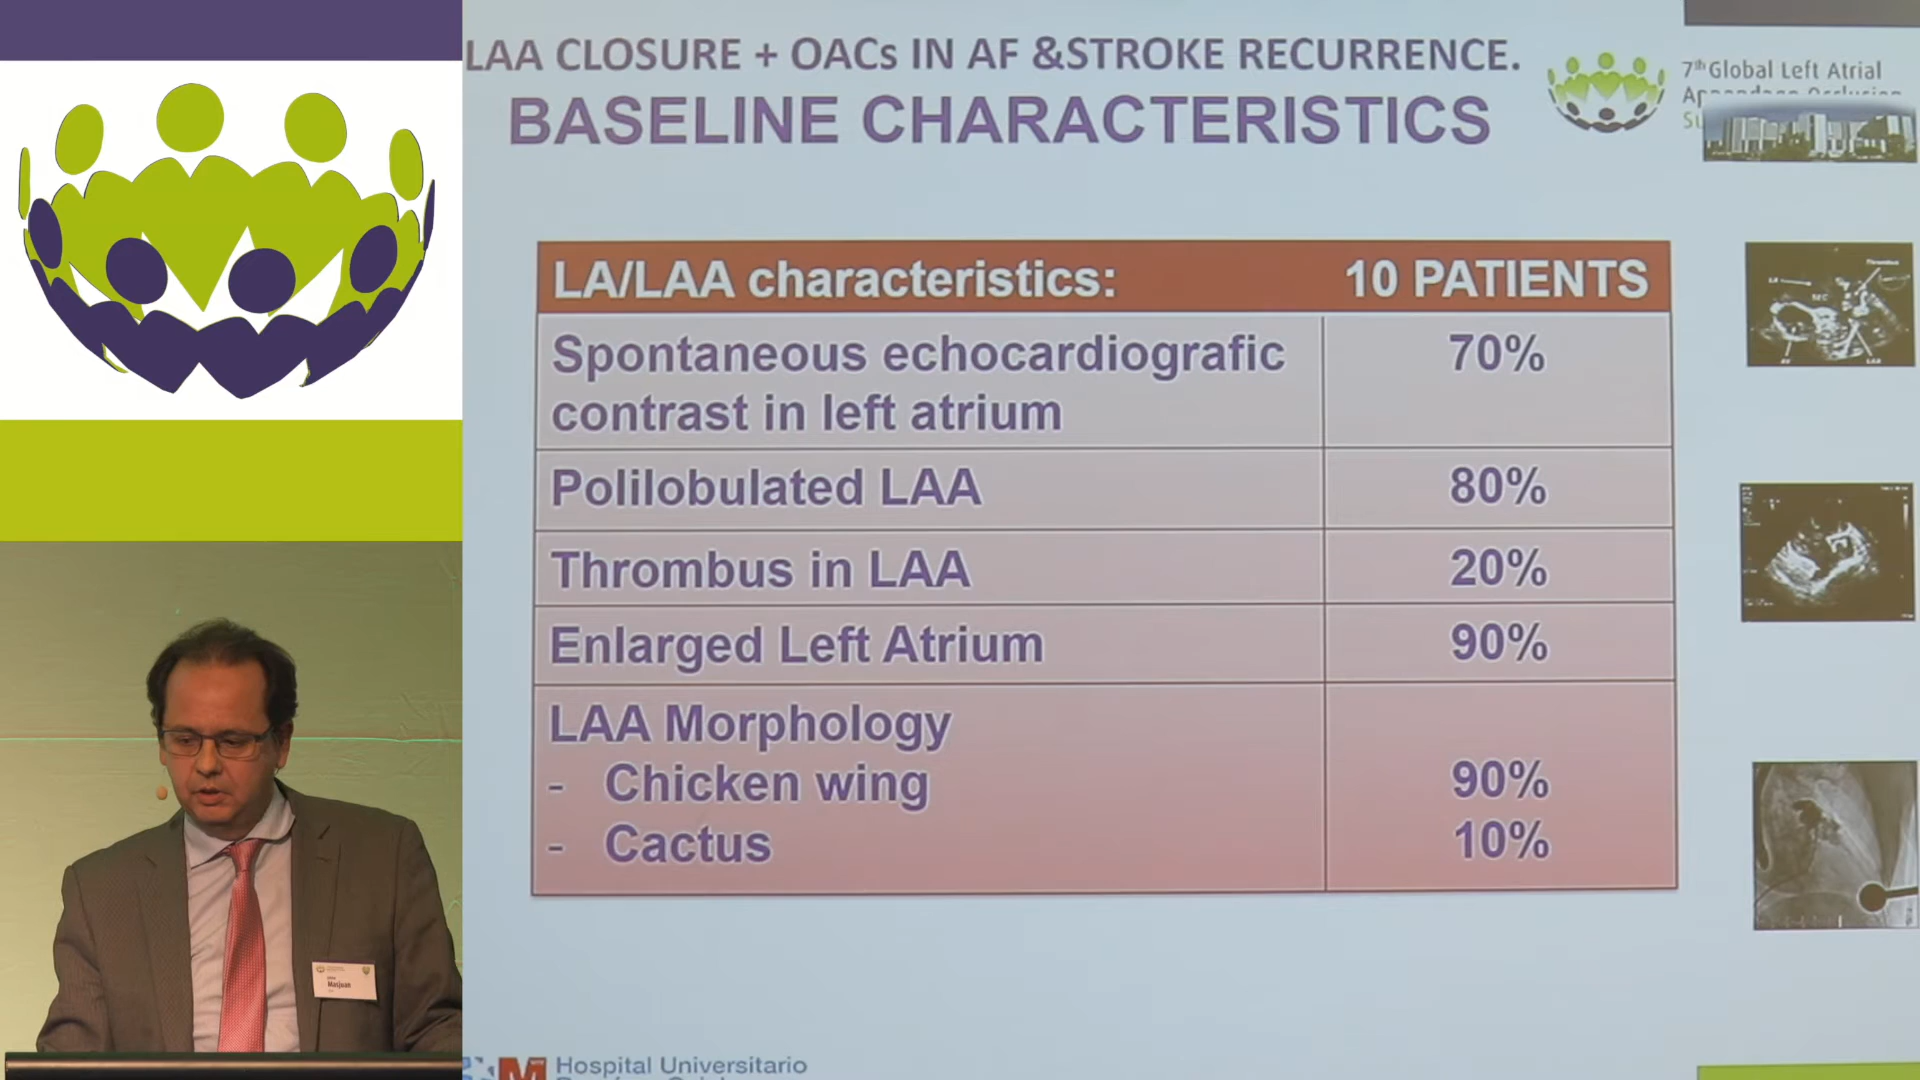 LAA CLOSURE + OACs IN AF &STROKE RECURRENCE.
BASELINE CHARACTERISTICS
7th Global Left Atrial
LA/LAA characteristics: 10 PATIENTS
Spontaneous echocardiografic 70%
contrast in left atrium
Polilobulated LAA 80%
Thrombus in LAA 20%
Enlarged Left Atrium 90%
LAA Morphology
- Chicken wing 90%
- Cactus 10%
Masjuan
Hospital Universitario